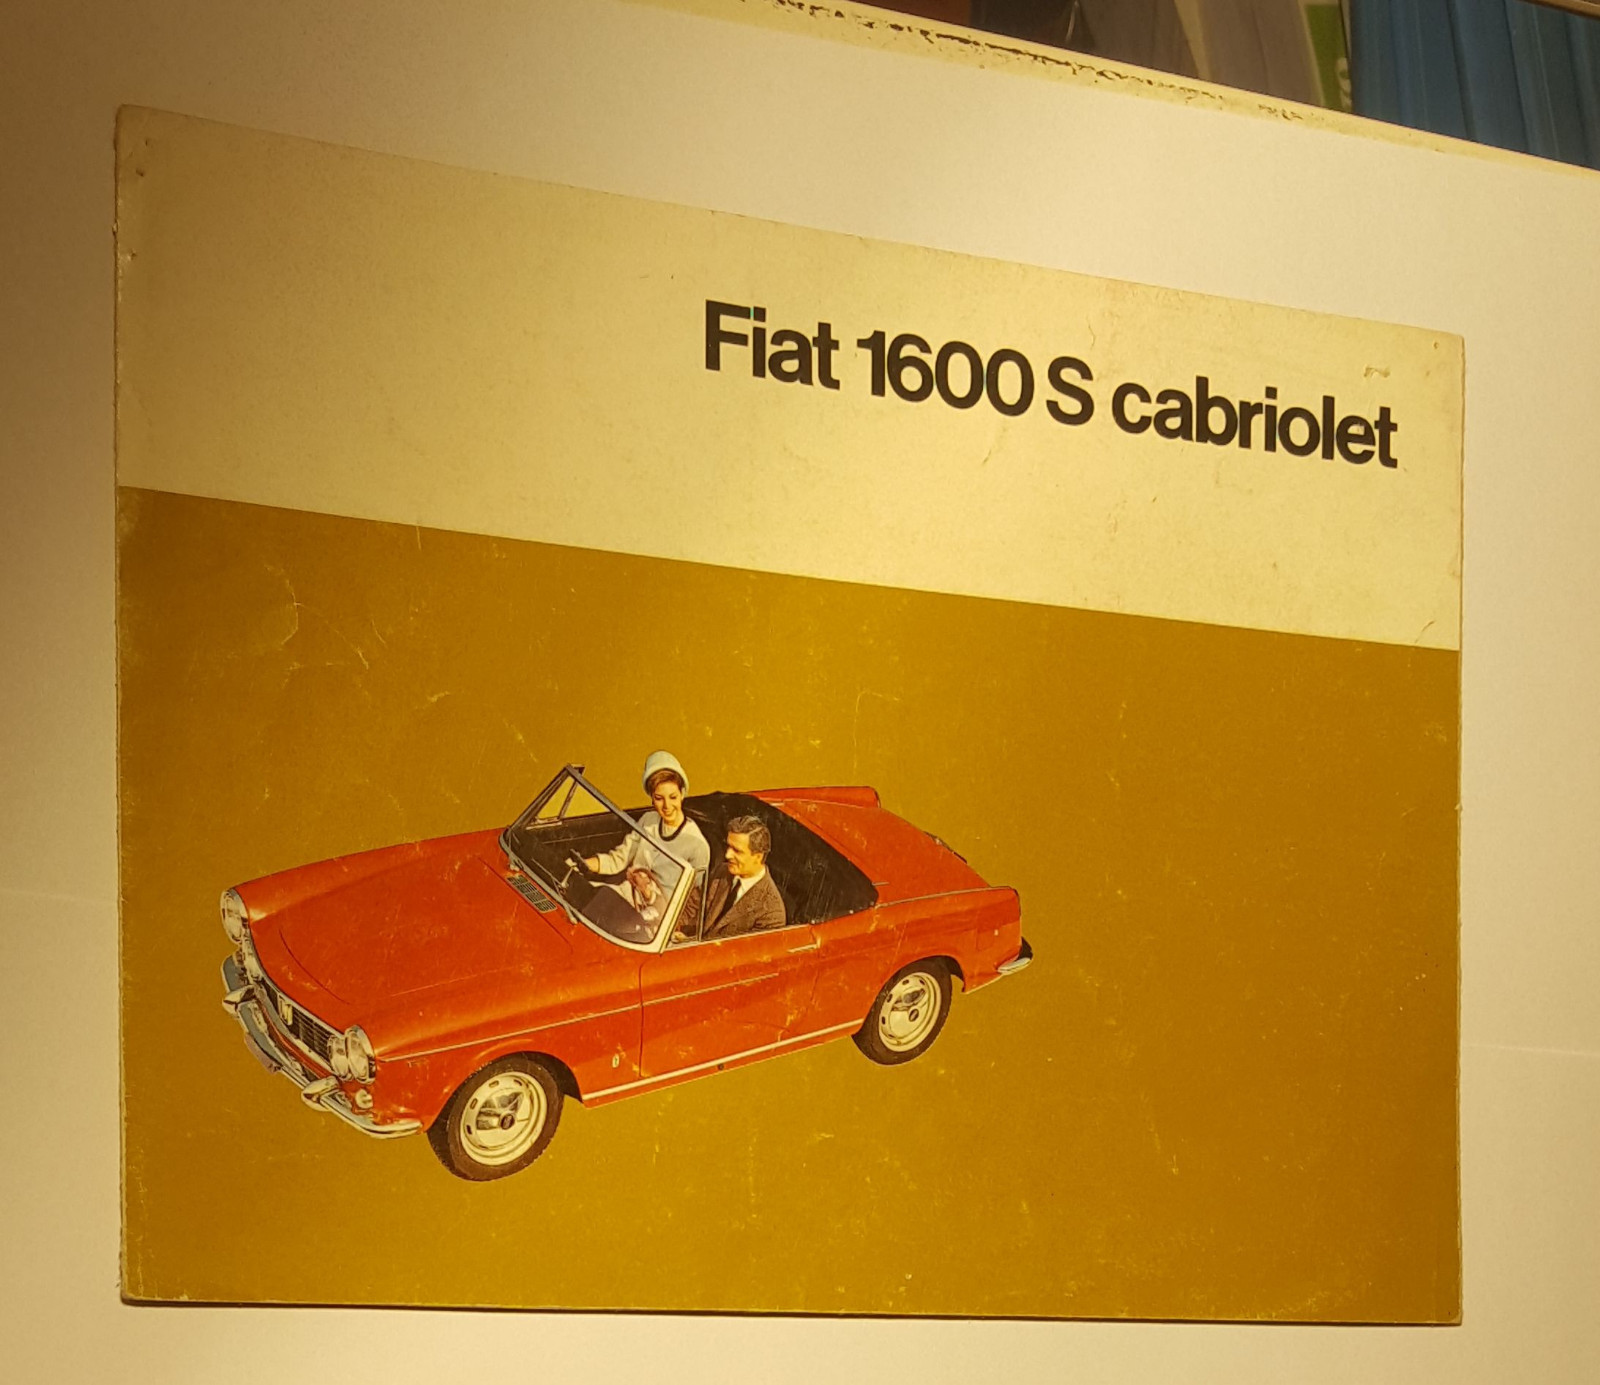 Fiat 1600 S cabriolet